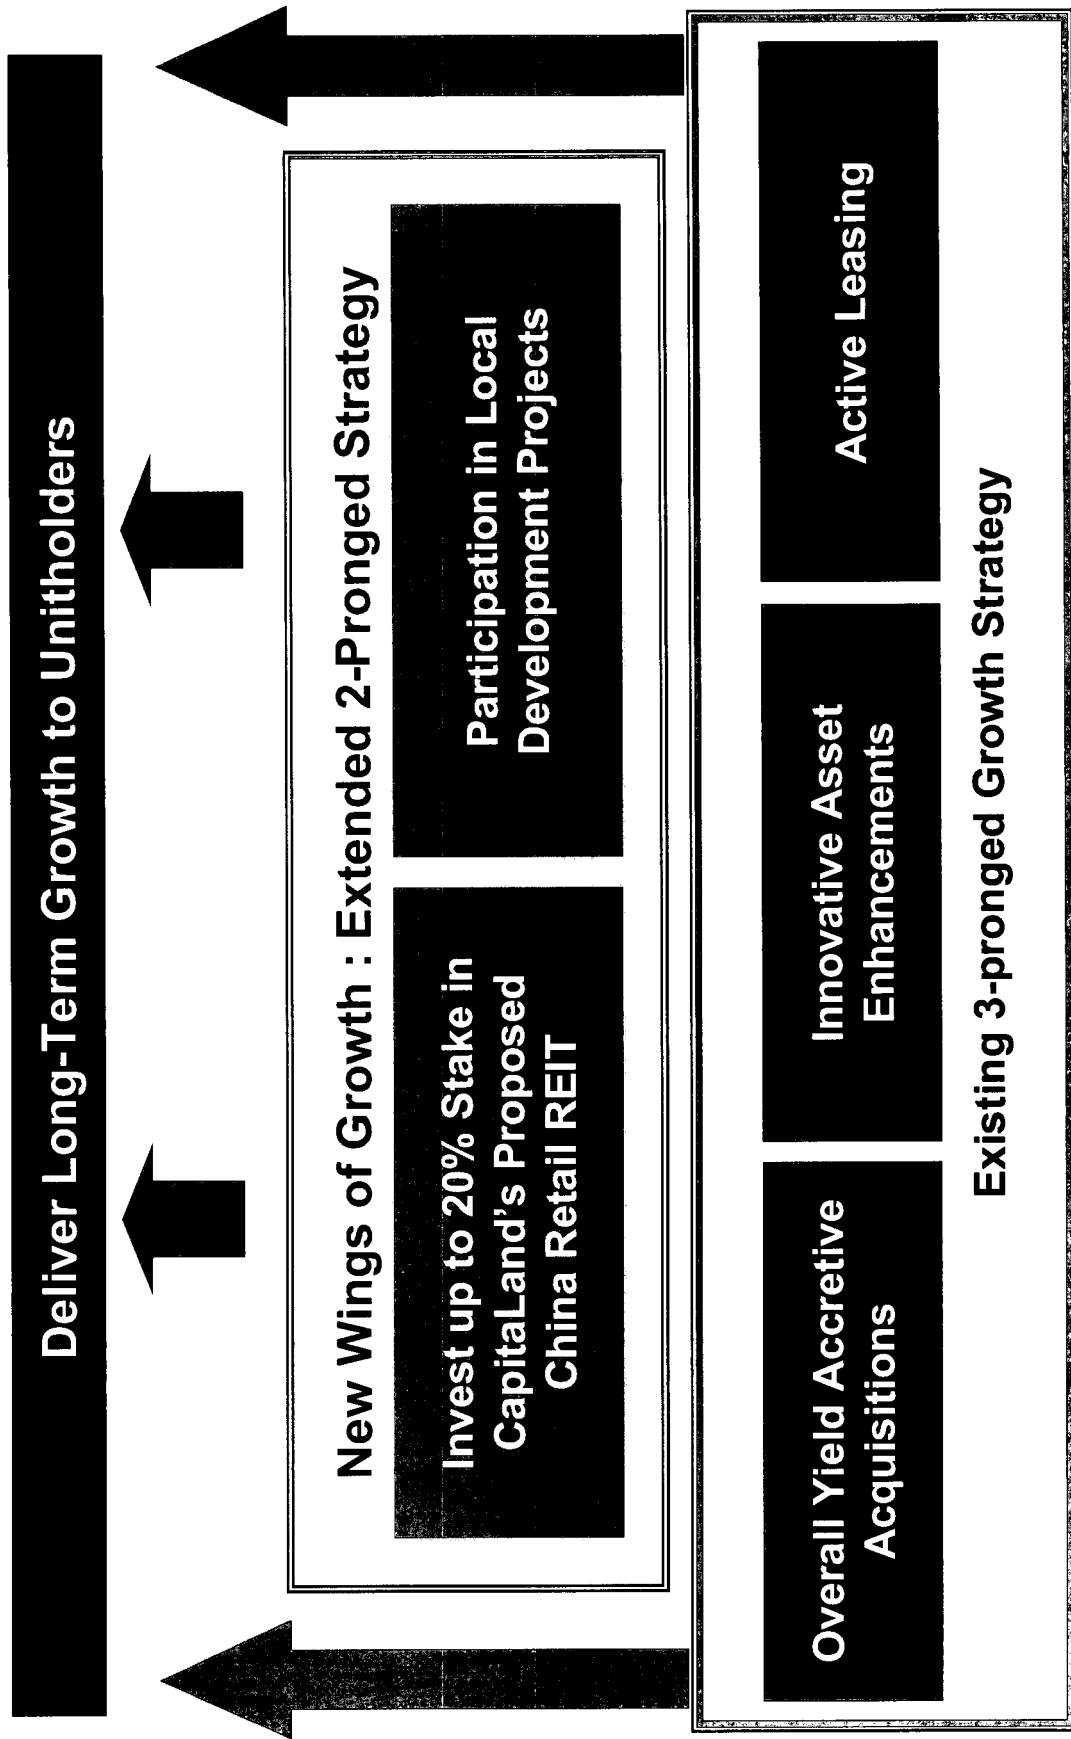 Deliver Long-Term Growth to Unitholders
New Wings of Growth : Extended 2-Pronged Strategy
Invest up to 20% Stake in
CapitaLand's Proposed
China Retail REIT
Participation in Local
Development Projects
Overall Yield Accretive
Acquisitions
Innovative Asset
Enhancements
Active Leasing
Existing 3-pronged Growth Strategy